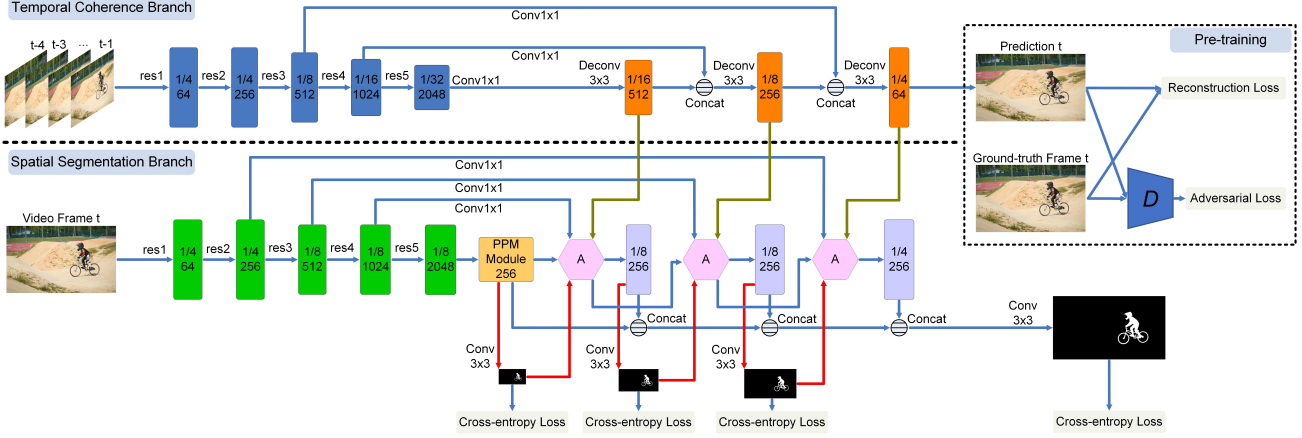 Temporal Coherence Branch
Conv1x1
Pre-training
t-4 t-3 ... t-1
Conv1x1
Prediction t
res1 1/4 64 res2 1/4 256 res3 1/8 512 res4 1/16 1024 res5 1/32 2048 Conv1x1
Deconv 3x3 1/16 512 Concat Deconv 3x3 1/8 256 Concat Deconv 3x3 1/4 64
Reconstruction Loss
Ground-truth Frame t
D
Adversarial Loss
Spatial Segmentation Branch
Conv1x1
Conv1x1
Conv1x1
Video Frame t
res1 1/4 64 res2 1/4 256 res3 1/8 512 res4 1/8 1024 res5 1/8 2048
PPM
Module
256
A 1/8 256 A 1/8 256 A 1/4 256
Concat Concat Concat
Conv
3x3
Conv
3x3
Conv
3x3
Conv
3x3
Cross-entropy Loss
Cross-entropy Loss
Cross-entropy Loss
Cross-entropy Loss